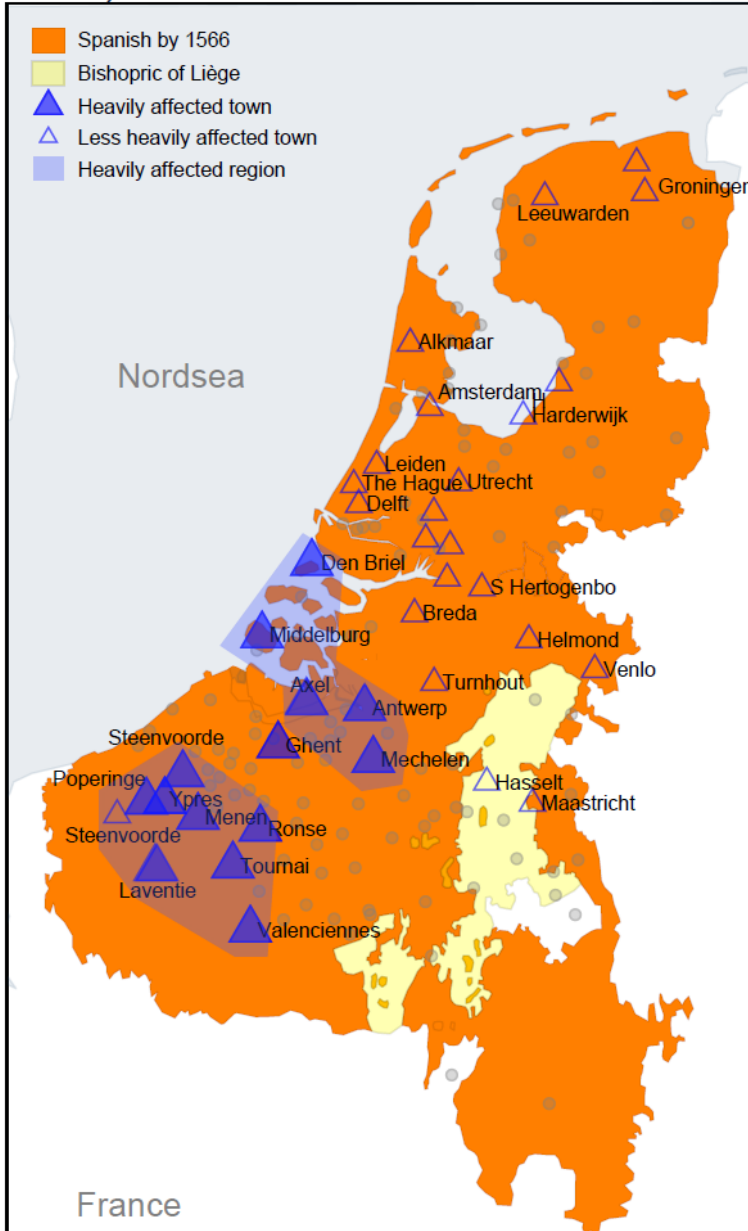 Spanish by 1566
Bishopric of Liège
Heavily affected town
Less heavily affected town
Heavily affected region
Groningen
Leeuwarden
Alkmaar
Nordsea
Amsterdam
H
Harderwijk
Leiden
The Hague
Utrecht
Delft
Den Briel
S Hertogenbo
Breda
Middelburg
Helmond
Venlo
Turnhout
Axel
Antwerp
Steenvoorde
Ghent
Mechelen
Poperinge
Hasselt
Ypres
Maastricht
Menen
Ronse
Steenvoorde
Tournai
Laventie
Valenciennes
France